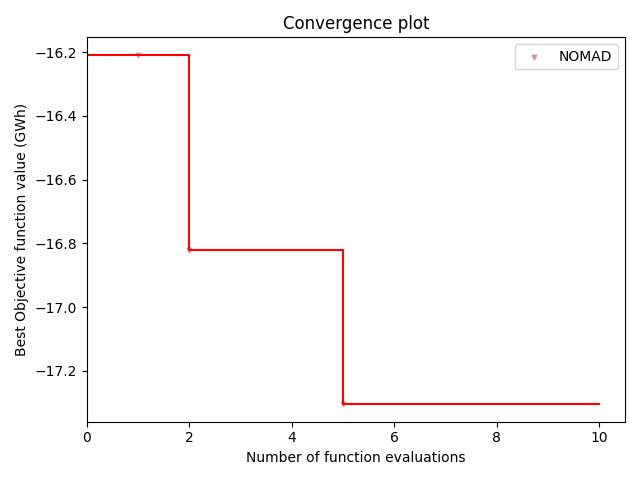 Convergence plot
NOMAD
Best Objective function value (GWh)
−16.2
−16.4
−16.6
−16.8
−17.0
−17.2
0 2 4 6 8 10
Number of function evaluations